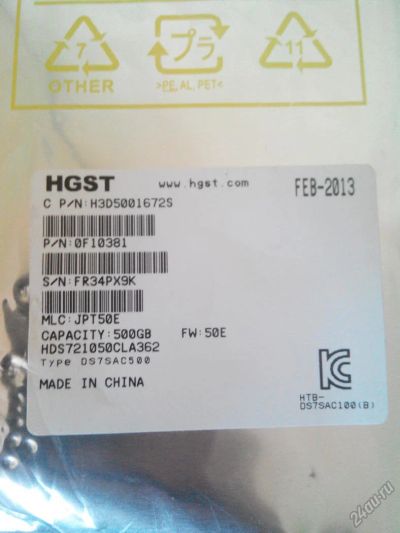 7
プラ
11
OTHER
>PE, AL, PET<
HGST www.hgst.com FEB-2013
C P/N:H3D5001672S
P/N:0F10381
S/N:FR34PX9K
MLC:JPT50E
CAPACITY:500GB FW:50E
HDS721050CLA362
Type DS7SAC500
MADE IN CHINA
HTB-
DS7SAC100(B)
24au.ru